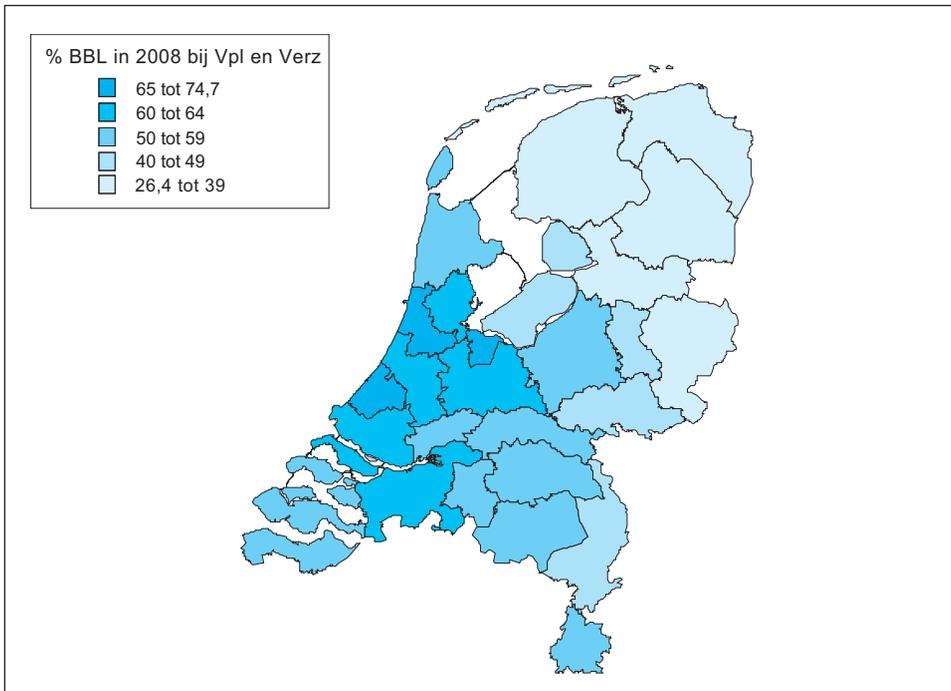 % BBL in 2008 bij Vpl en Verz
65 tot 74,7
60 tot 64
50 tot 59
40 tot 49
26,4 tot 39